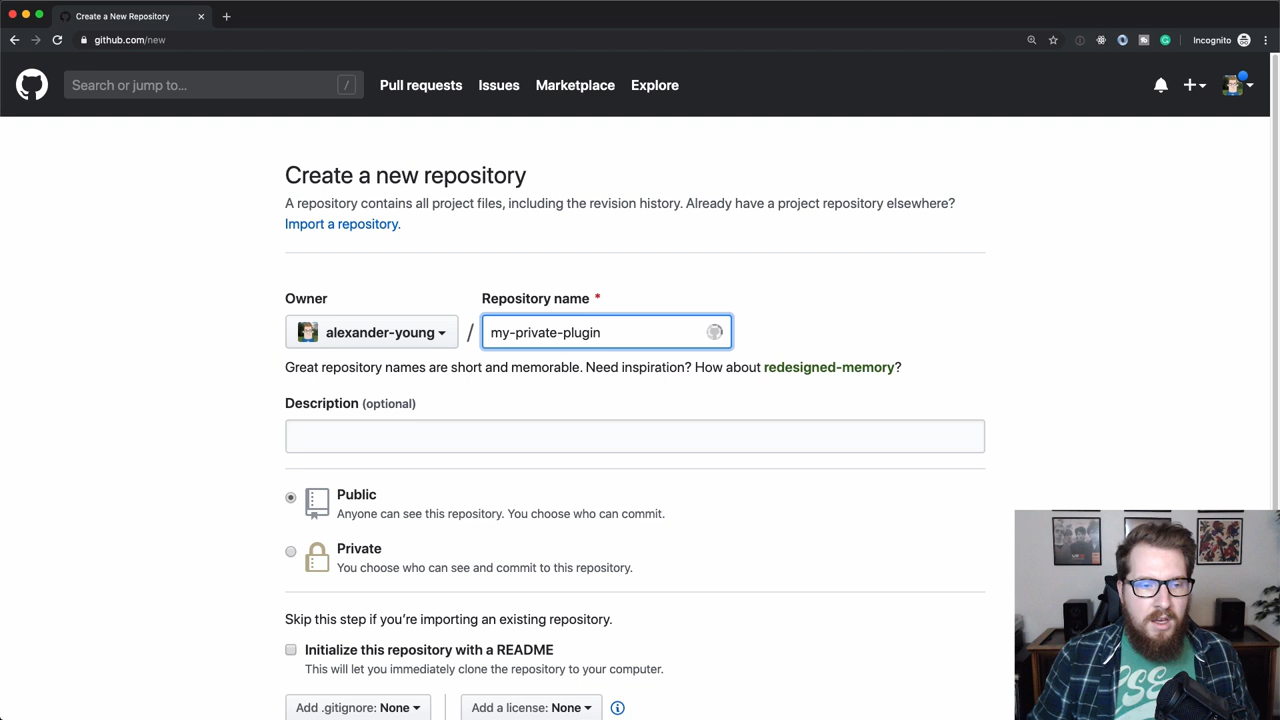 Create a New Repository
github.com/new
Incognito
Search or jump to...
/
Pull requests
Issues
Marketplace
Explore
Create a new repository
A repository contains all project files, including the revision history. Already have a project repository elsewhere?
Import a repository.
Owner
Repository name *
alexander-young
/
my-private-plugin
Great repository names are short and memorable. Need inspiration? How about redesigned-memory?
Description (optional)
Public
Anyone can see this repository. You choose who can commit.
Private
You choose who can see and commit to this repository.
Skip this step if you're importing an existing repository.
Initialize this repository with a README
This will let you immediately clone the repository to your computer.
Add .gitignore: None
Add a license: None